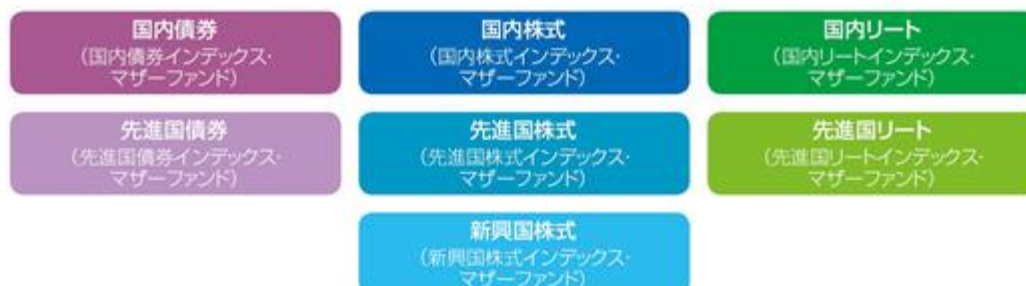 国内債券
(国内債券インデックス・
マザーファンド)
国内株式
(国内株式インデックス・
マザーファンド)
国内リート
(国内リートインデックス・
マザーファンド)
先進国債券
(先進国債券インデックス・
マザーファンド)
先進国株式
(先進国株式インデックス・
マザーファンド)
先進国リート
(先進国リートインデックス・
マザーファンド)
新興国株式
(新興国株式インデックス・
マザーファンド)